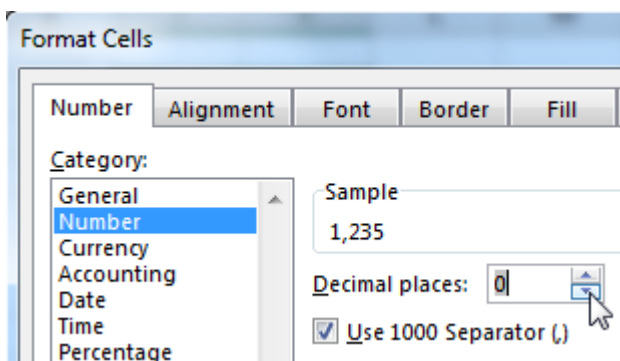 Format Cells
Number Alignment Font Border Fill
Category:
General
Number
Currency
Accounting
Date
Time
Percentage
Sample
1,235
Decimal places: 0
Use 1000 Separator (,)